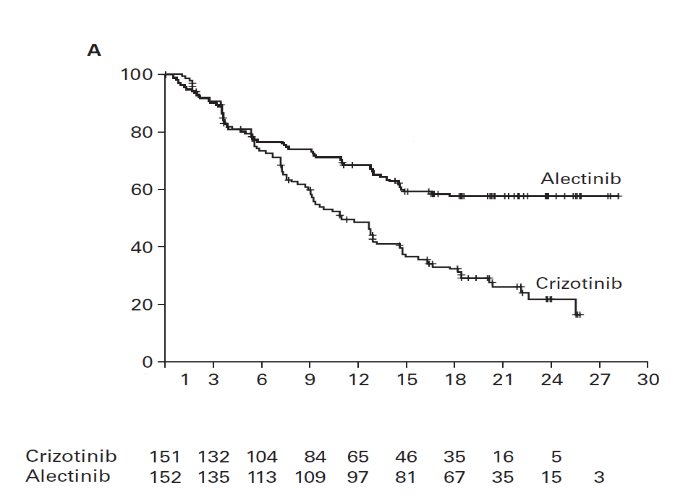 A
100
80
Alectinib
60
40
Crizotinib
20
0
1 3 6 9 12 15 18 21 24 27 30
Crizotinib 151 132 104 84 65 46 35 16 5
Alectinib 152 135 113 109 97 81 67 35 15 3